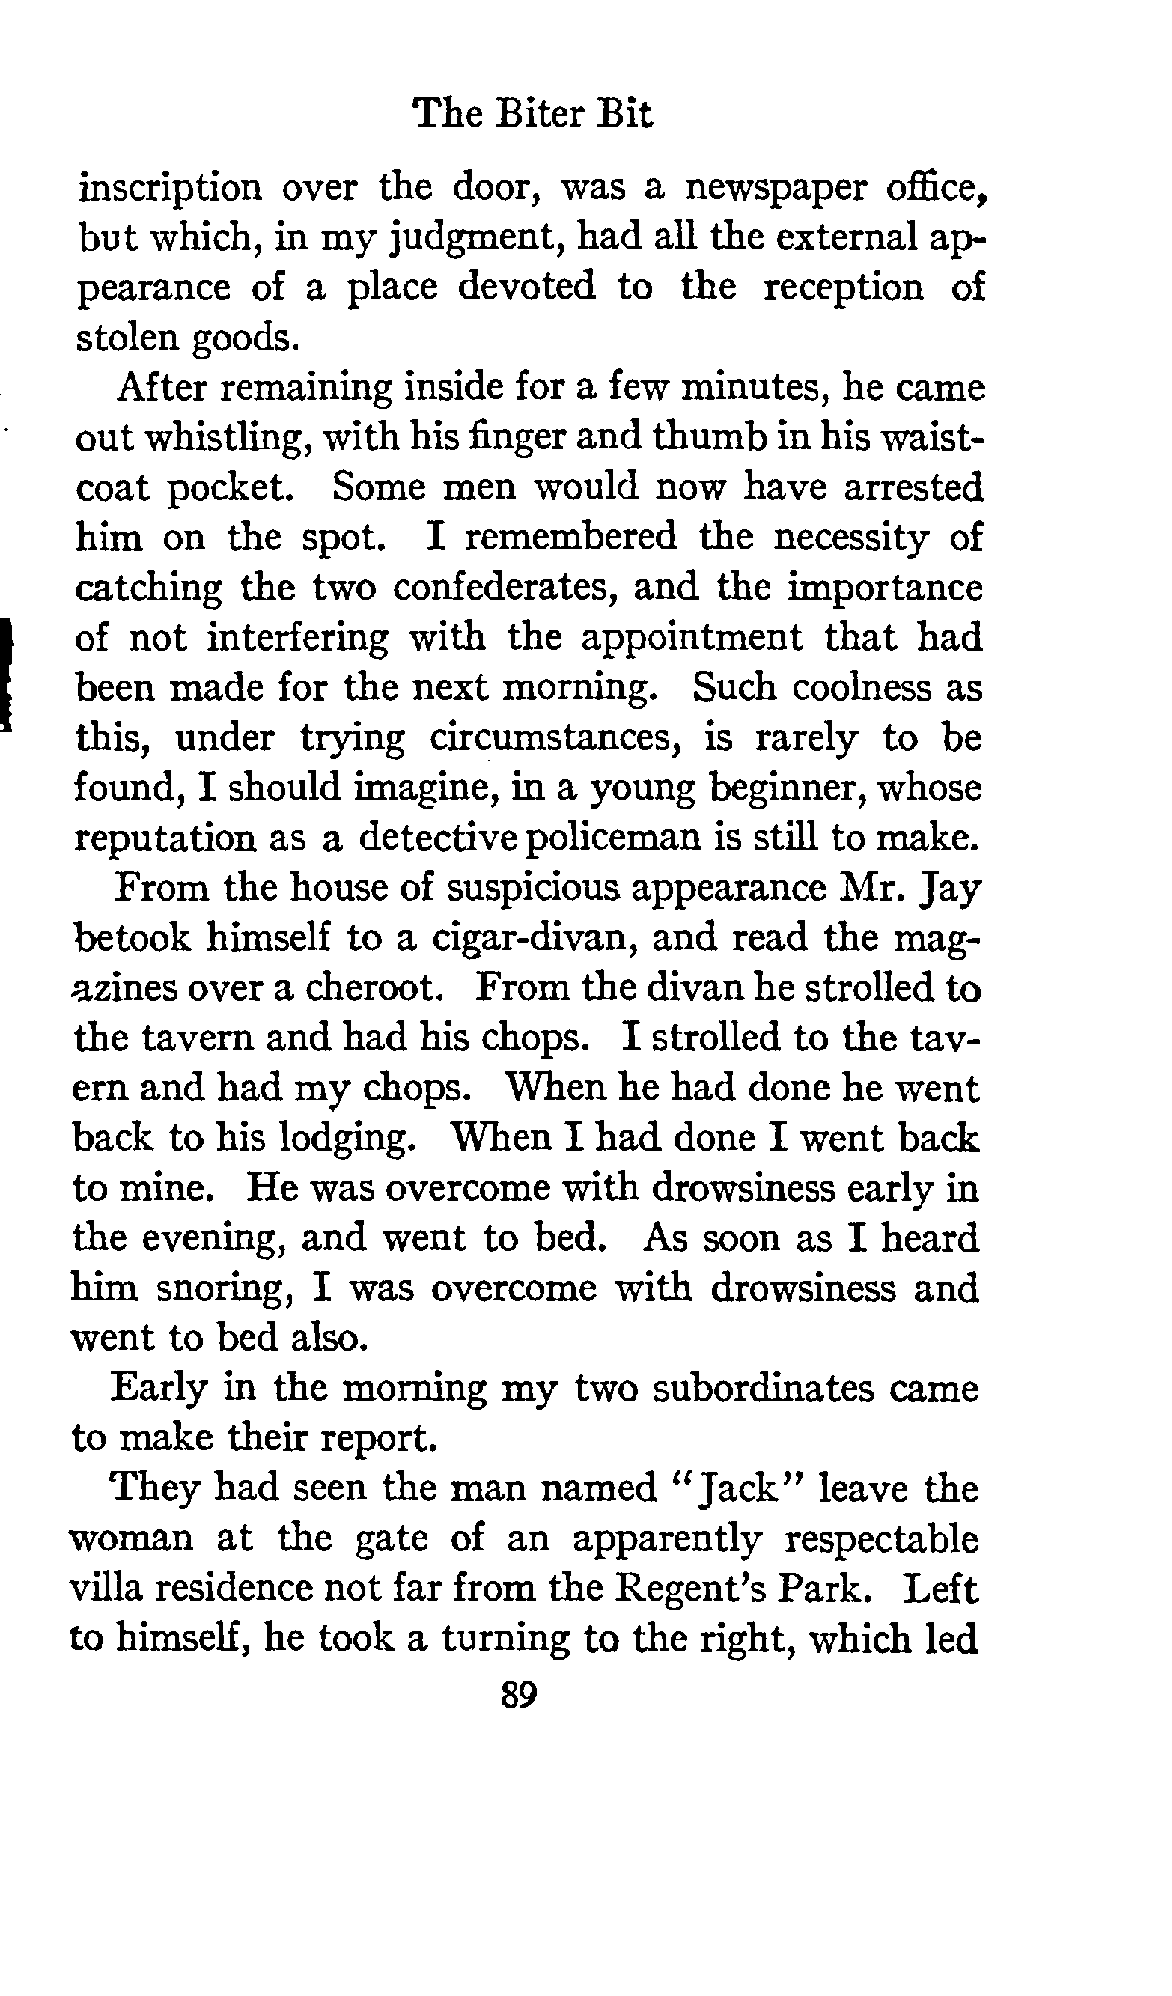 The Biter Bit
inscription over the door, was a newspaper office,
but which, in my judgment, had all the external ap-
pearance of a place devoted to the reception of
stolen goods.
After remaining inside for a few minutes, he came
out whistling, with his finger and thumb in his waist-
coat pocket. Some men would now have arrested
him on the spot. I remembered the necessity of
catching the two confederates, and the importance
of not interfering with the appointment that had
been made for the next morning. Such coolness as
this, under trying circumstances, is rarely to be
found, I should imagine, in a young beginner, whose
reputation as a detective policeman is still to make.
From the house of suspicious appearance Mr. Jay
betook himself to a cigar-divan, and read the mag-
azines over a cheroot. From the divan he strolled to
the tavern and had his chops. I strolled to the tav-
ern and had my chops. When he had done he went
back to his lodging. When I had done I went back
to mine. He was overcome with drowsiness early in
the evening, and went to bed. As soon as I heard
him snoring, I was overcome with drowsiness and
went to bed also.
Early in the morning my two subordinates came
to make their report.
They had seen the man named "Jack" leave the
woman at the gate of an apparently respectable
villa residence not far from the Regent's Park. Left
to himself, he took a turning to the right, which led
89